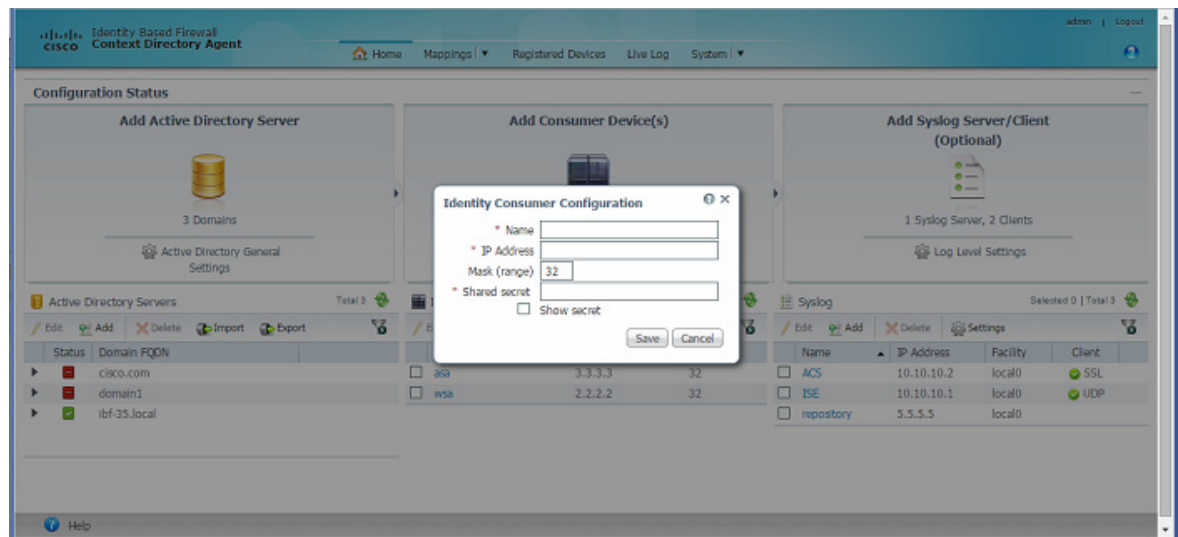 admin | Logout
cisco
Identity Based Firewall
Context Directory Agent
Home Mappings Registered Devices Live Log System
Configuration Status
Add Active Directory Server
3 Domains
Active Directory General
Settings
Add Consumer Device(s)
Add Syslog Server/Client
(Optional)
1 Syslog Server, 2 Clients
Log Level Settings
Identity Consumer Configuration
* Name
* IP Address
Mask (range) 32
* Shared secret
Show secret
Save Cancel
Active Directory Servers Total 3
Edit Add Delete Import Export
Status Domain FQDN
cisco.com
domain1
ibf-35.local
asa 3.3.3.3 32
wsa 2.2.2.2 32
Syslog Selected 0 | Total 3
Edit Add Delete Settings
Name IP Address Facility Client
ACS 10.10.10.2 local0 SSL
ISE 10.10.10.1 local0 UDP
repository 5.5.5.5 local0
Help